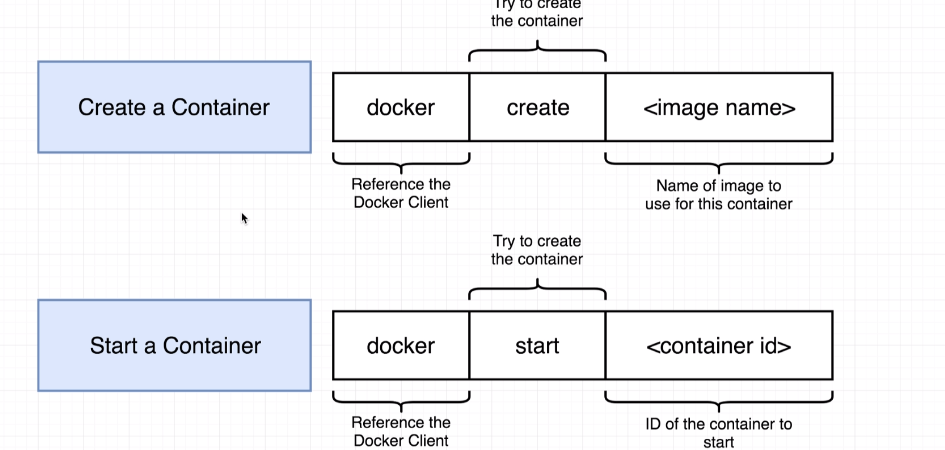 Try to create
the container
Create a Container
docker
create
<image name>
Reference the
Docker Client
Name of image to
use for this container
Try to create
the container
Start a Container
docker
start
<container id>
Reference the
Docker Client
ID of the container to
start